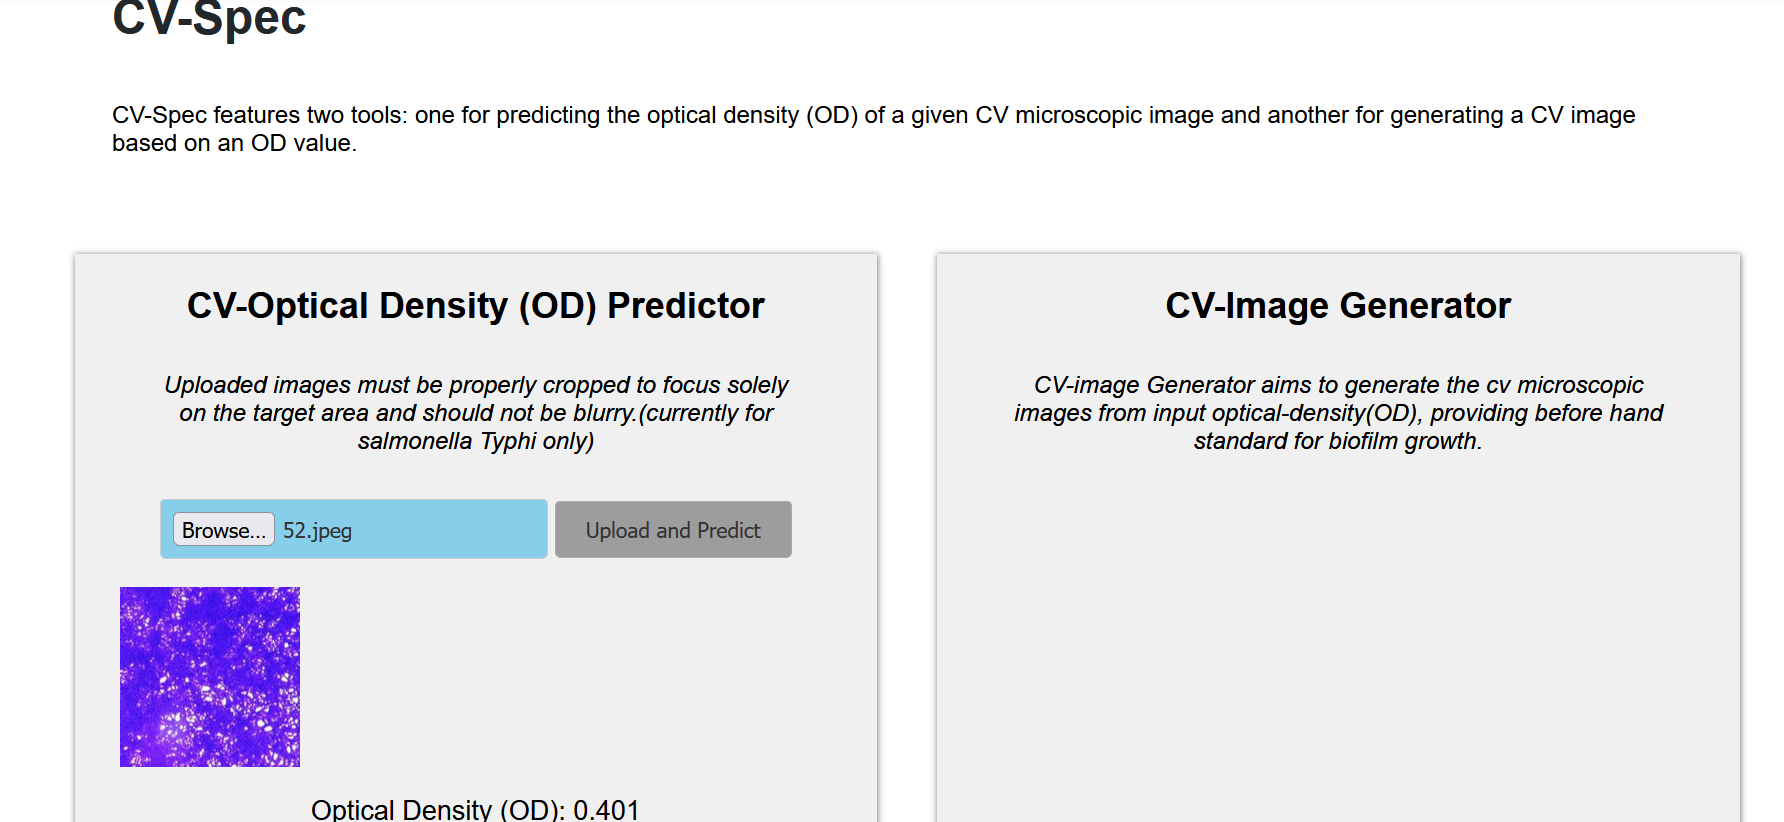 CV-Spec
CV-Spec features two tools: one for predicting the optical density (OD) of a given CV microscopic image and another for generating a CV image
based on an OD value.
CV-Optical Density (OD) Predictor
Uploaded images must be properly cropped to focus solely
on the target area and should not be blurry.(currently for
salmonella Typhi only)
Browse... 52.jpeg
Upload and Predict
Optical Density (OD): 0.401
CV-Image Generator
CV-image Generator aims to generate the cv microscopic
images from input optical-density(OD), providing before hand
standard for biofilm growth.